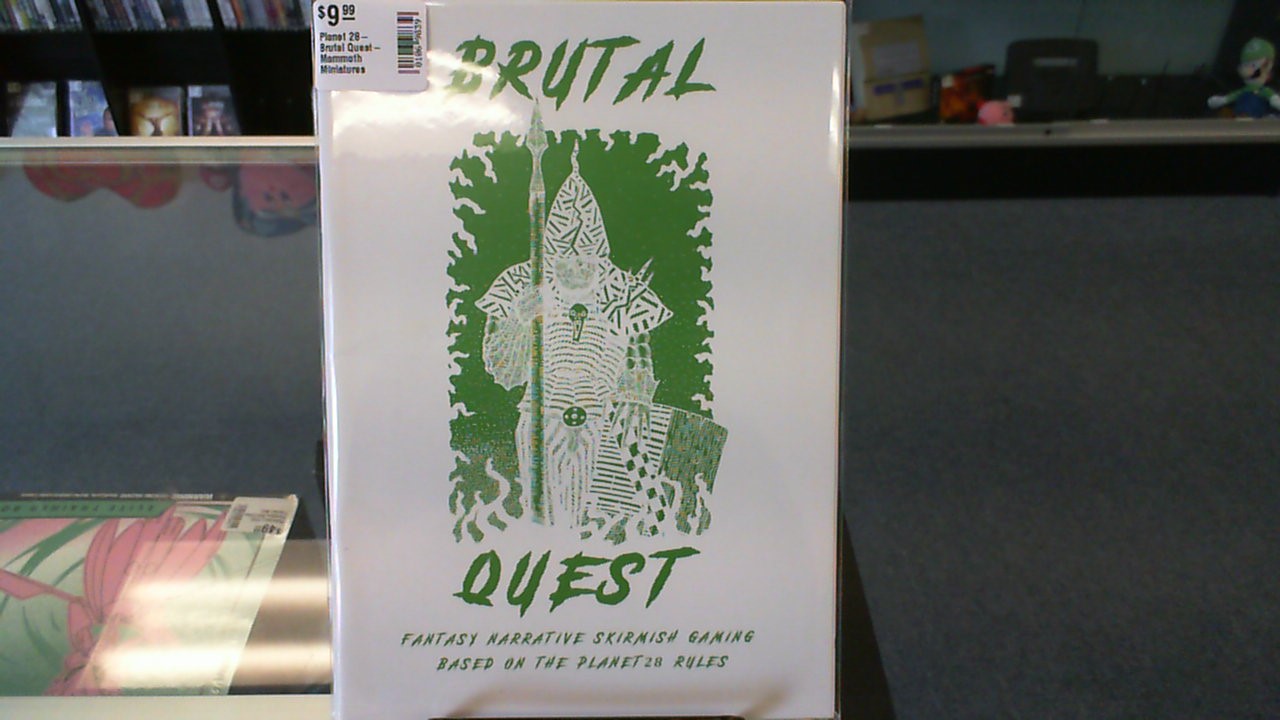 $9.99
Planet 28-
Brutal Quest-
Mammoth
Miniatures
BRUTAL
QUEST
FANTASY NARRATIVE SKIRMISH GAMING
BASED ON THE PLANET28 RULES